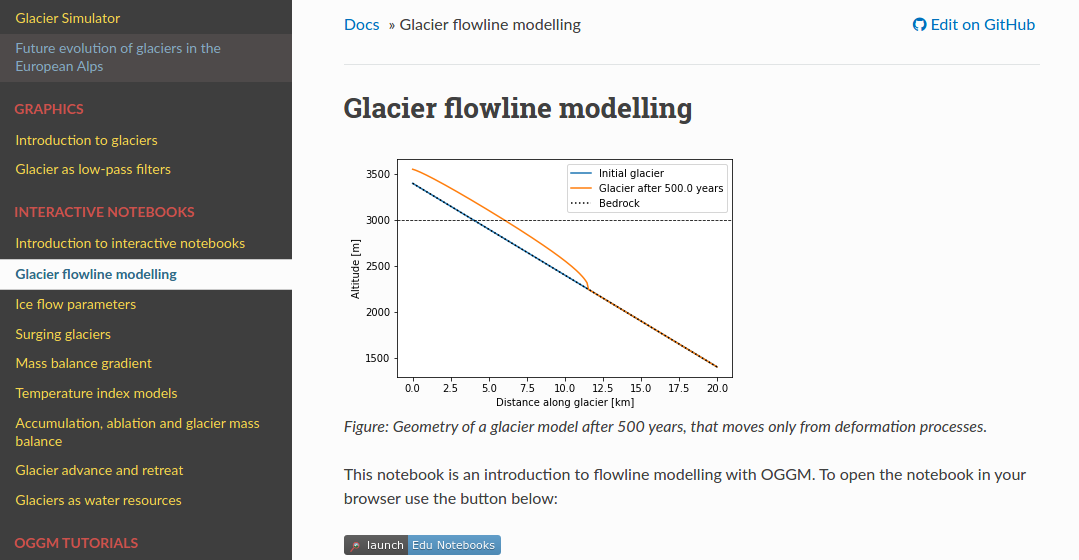 Glacier Simulator
Future evolution of glaciers in the
European Alps
GRAPHICS
Introduction to glaciers
Glacier as low-pass filters
INTERACTIVE NOTEBOOKS
Introduction to interactive notebooks
Glacier flowline modelling
Ice flow parameters
Surging glaciers
Mass balance gradient
Temperature index models
Accumulation, ablation and glacier mass
balance
Glacier advance and retreat
Glaciers as water resources
OGGM TUTORIALS
Docs » Glacier flowline modelling
Edit on GitHub
Glacier flowline modelling
Initial glacier
Glacier after 500.0 years
Bedrock
3500
3000
2500
2000
1500
Altitude [m]
0.0 2.5 5.0 7.5 10.0 12.5 15.0 17.5 20.0
Distance along glacier [km]
Figure: Geometry of a glacier model after 500 years, that moves only from deformation processes.
This notebook is an introduction to flowline modelling with OGGM. To open the notebook in your
browser use the button below:
launch Edu Notebooks